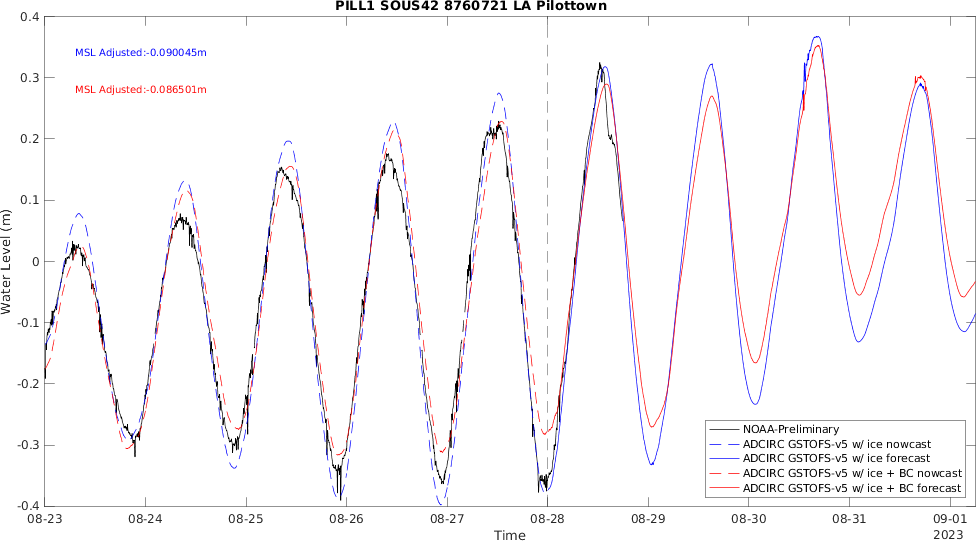 PILL1 SOUS42 8760721 LA Pilottown
MSL Adjusted:-0.090045m
MSL Adjusted:-0.086501m
Water Level (m)
0.4
0.3
0.2
0.1
0
-0.1
-0.2
-0.3
-0.4
NOAA-Preliminary
ADCIRC GSTOFS-v5 w/ ice nowcast
ADCIRC GSTOFS-v5 w/ ice forecast
ADCIRC GSTOFS-v5 w/ ice + BC nowcast
ADCIRC GSTOFS-v5 w/ ice + BC forecast
08-23 08-24 08-25 08-26 08-27 08-28 08-29 08-30 08-31 09-01
Time
2023